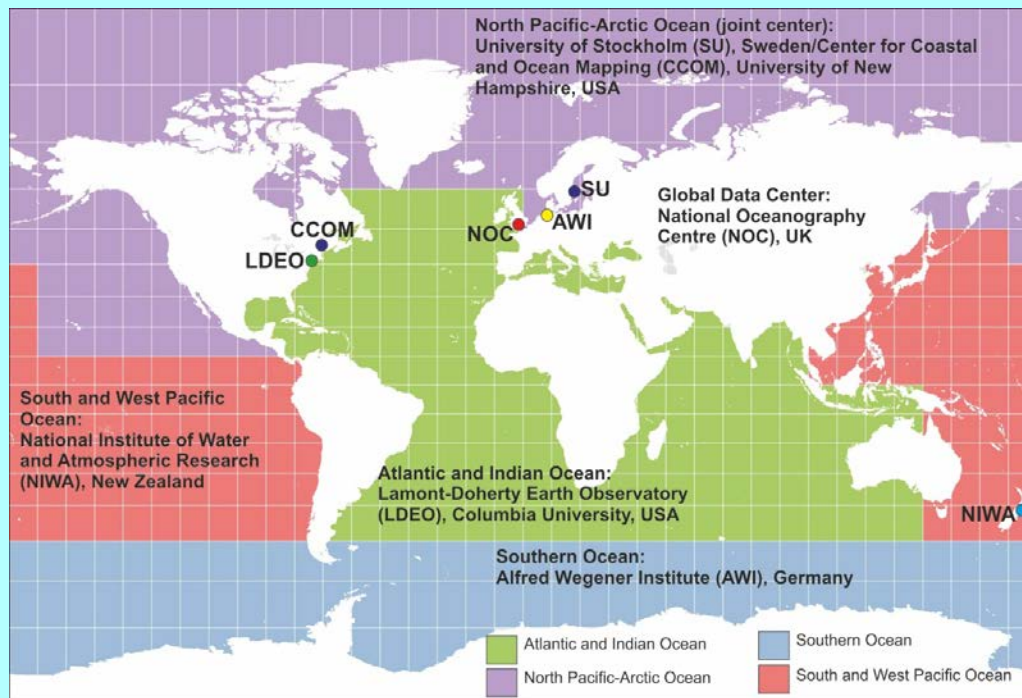 North Pacific-Arctic Ocean (joint center):
University of Stockholm (SU), Sweden/Center for Coastal
and Ocean Mapping (CCOM), University of New
Hampshire, USA
SU
Global Data Center:
National Oceanography
Centre (NOC), UK
AWI
NOC
CCOM
LDEO
South and West Pacific
Ocean:
National Institute of Water
and Atmospheric Research
(NIWA), New Zealand
Atlantic and Indian Ocean:
Lamont-Doherty Earth Observatory
(LDEO), Columbia University, USA
NIWA
Southern Ocean:
Alfred Wegener Institute (AWI), Germany
Atlantic and Indian Ocean
Southern Ocean
North Pacific-Arctic Ocean
South and West Pacific Ocean